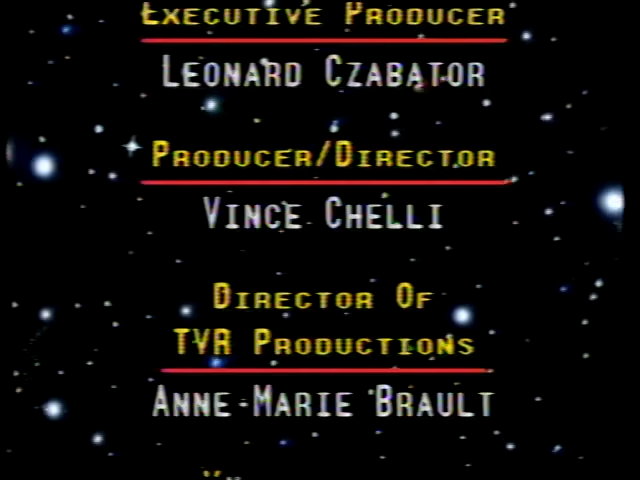 EXECUTIVE PRODUCER
LEONARD CZABATOR
PRODUCER/DIRECTOR
VINCE CHELLI
DIRECTOR OF
TVR PRODUCTIONS
ANNE-MARIE BRAULT